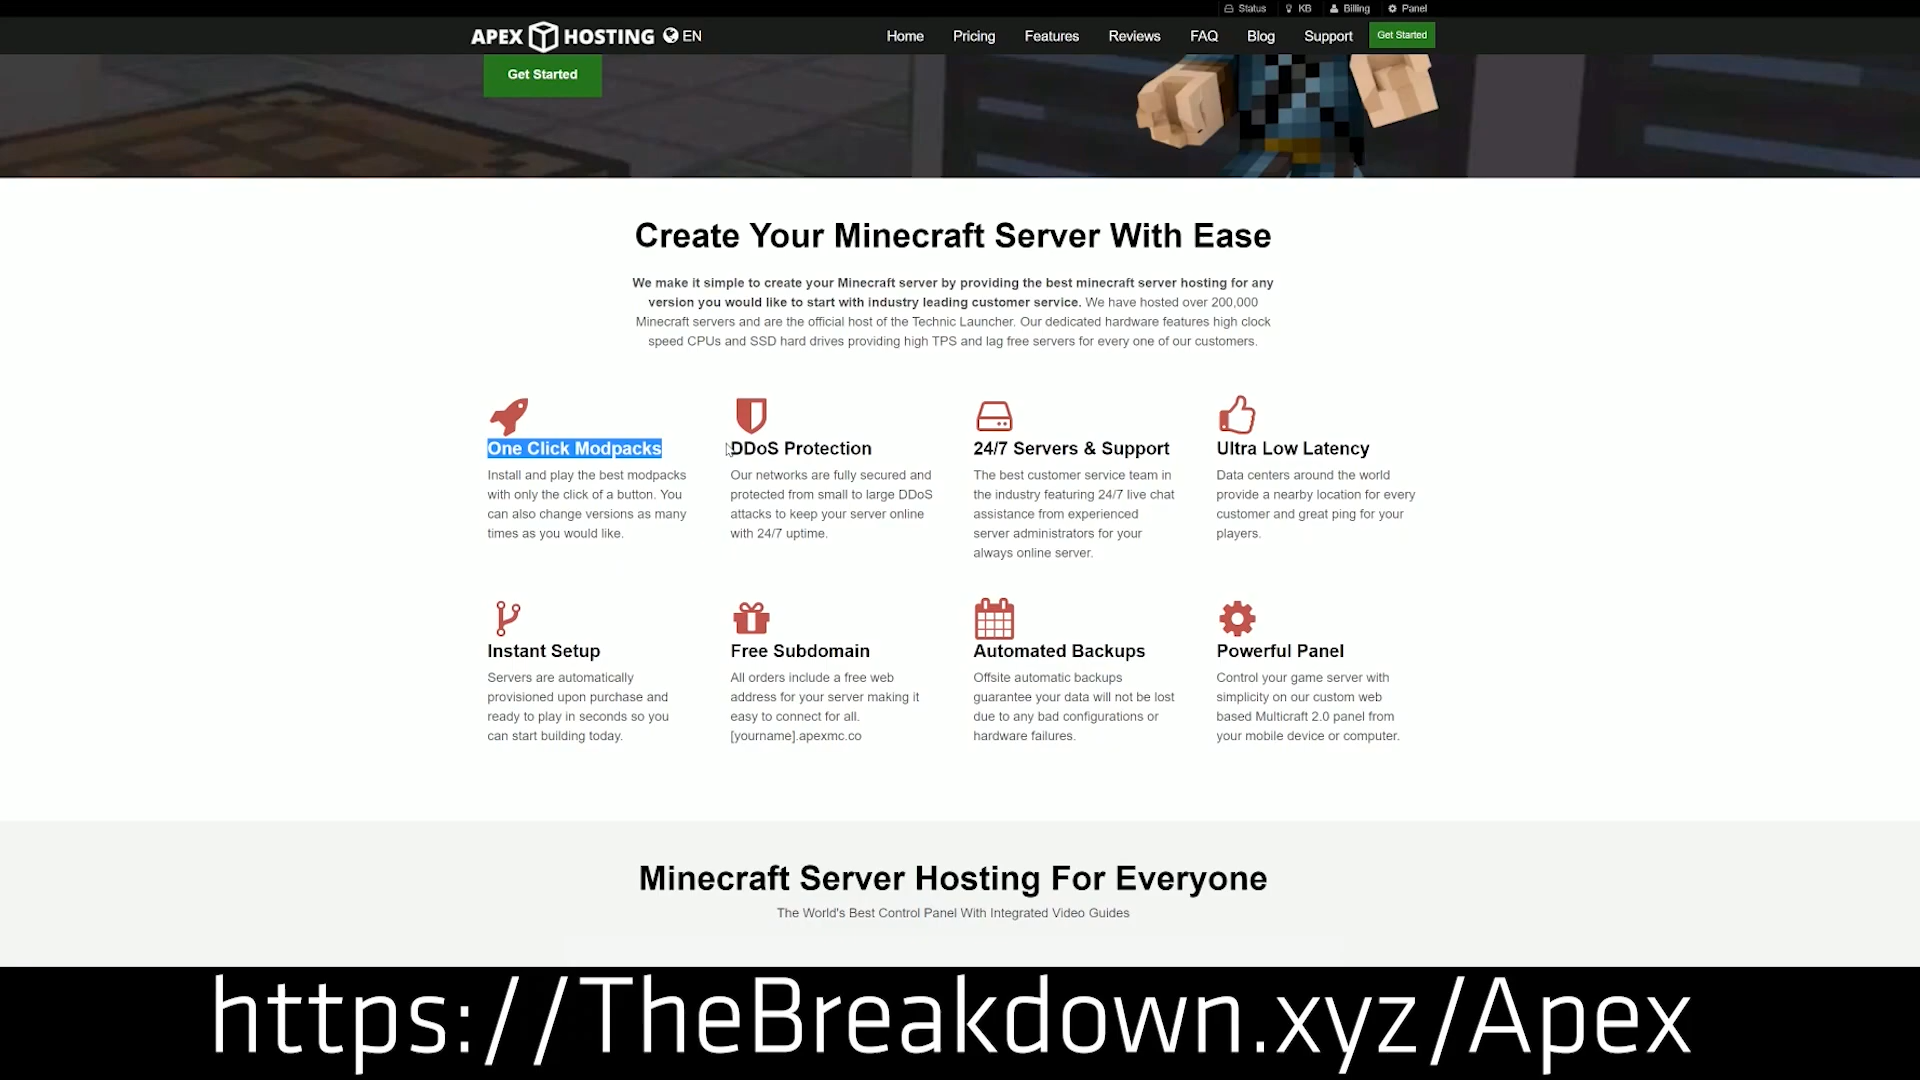 Status KB Billing Panel
APEX HOSTING EN Home Pricing Features Reviews FAQ Blog Support Get Started
Get Started
Create Your Minecraft Server With Ease
We make it simple to create your Minecraft server by providing the best minecraft server hosting for any
version you would like to start with industry leading customer service. We have hosted over 200,000
Minecraft servers and are the official host of the Technic Launcher. Our dedicated hardware features high clock
speed CPUs and SSD hard drives providing high TPS and lag free servers for every one of our customers.
One Click Modpacks
Install and play the best modpacks
with only the click of a button. You
can also change versions as many
times as you would like.
DDoS Protection
Our networks are fully secured and
protected from small to large DDoS
attacks to keep your server online
with 24/7 uptime.
24/7 Servers & Support
The best customer service team in
the industry featuring 24/7 live chat
assistance from experienced
server administrators for your
always online server.
Ultra Low Latency
Data centers around the world
provide a nearby location for every
customer and great ping for your
players.
Instant Setup
Servers are automatically
provisioned upon purchase and
ready to play in seconds so you
can start building today.
Free Subdomain
All orders include a free web
address for your server making it
easy to connect for all.
[yourname].apexmc.co
Automated Backups
Offsite automatic backups
guarantee your data will not be lost
due to any bad configurations or
hardware failures.
Powerful Panel
Control your game server with
simplicity on our custom web
based Multicraft 2.0 panel from
your mobile device or computer.
Minecraft Server Hosting For Everyone
The World's Best Control Panel With Integrated Video Guides
https://TheBreakdown.xyz/Apex